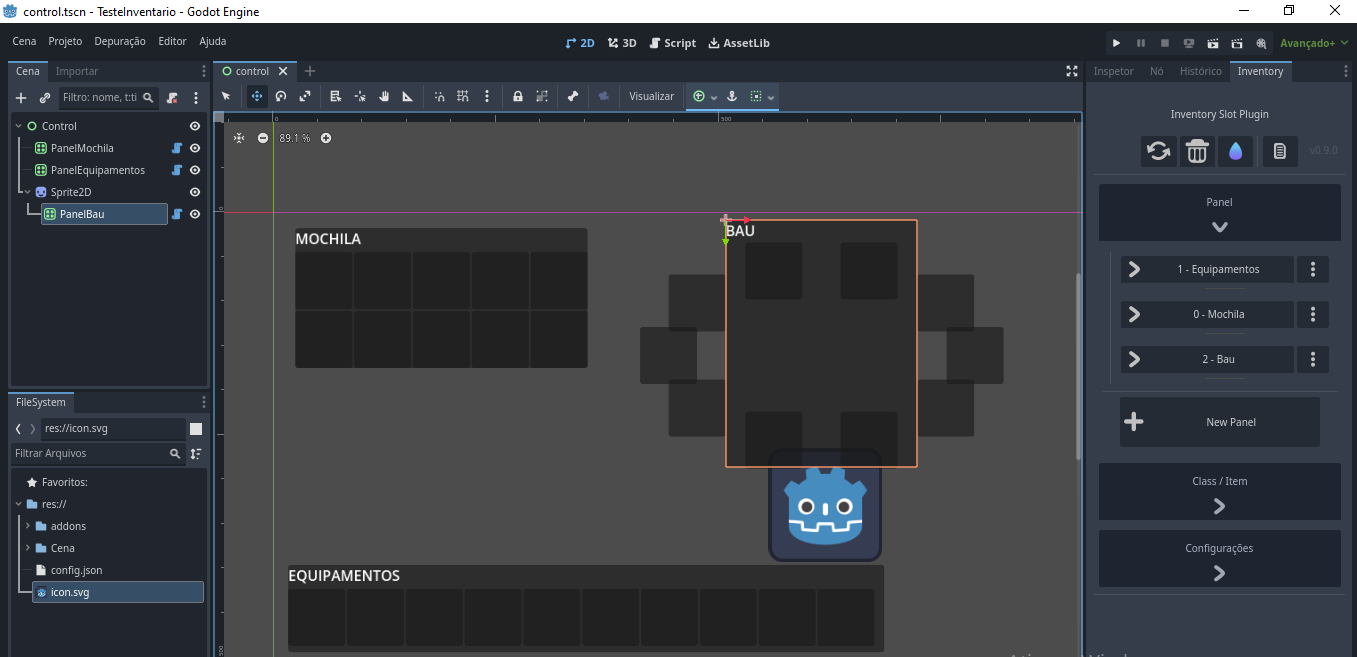 control.tscn - TesteInventario - Godot Engine
Cena Projeto Depuração Editor Ajuda
2D 3D Script AssetLib
Avançado+
Cena Importar
control
Inspetor Nó Histórico Inventory
Filtro: nome, t:ti
Visualizar
89.1 %
0
500
Control
PanelMochila
PanelEquipamentos
Sprite2D
PanelBau
MOCHILA
BAU
EQUIPAMENTOS
FileSystem
res://icon.svg
Filtrar Arquivos
Favoritos:
res://
addons
Cena
config.json
icon.svg
Inventory Slot Plugin
v0.9.0
Panel
1 - Equipamentos
0 - Mochila
2 - Bau
New Panel
Class / Item
Configurações